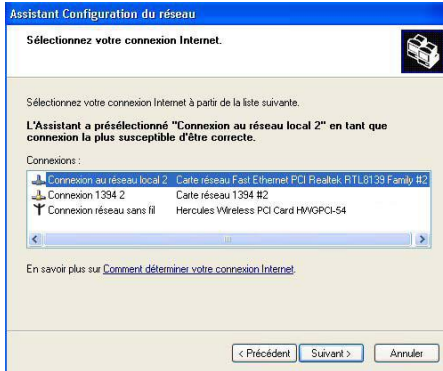 Assistant Configuration du réseau
Sélectionnez votre connexion Internet.
Sélectionnez votre connexion Internet à partir de la liste suivante.
L'Assistant a présélectionné "Connexion au réseau local 2" en tant que
connexion la plus susceptible d'être correcte.
Connexions :
Connexion au réseau local 2 Carte réseau Fast Ethernet PCI Realtek RTL8139 Family #2
Connexion 1394 2 Carte réseau 1394 #2
Connexion réseau sans fil Hercules Wireless PCI Card HWGPCI-54
En savoir plus sur Comment déterminer votre connexion Internet.
< Précédent Suivant > Annuler